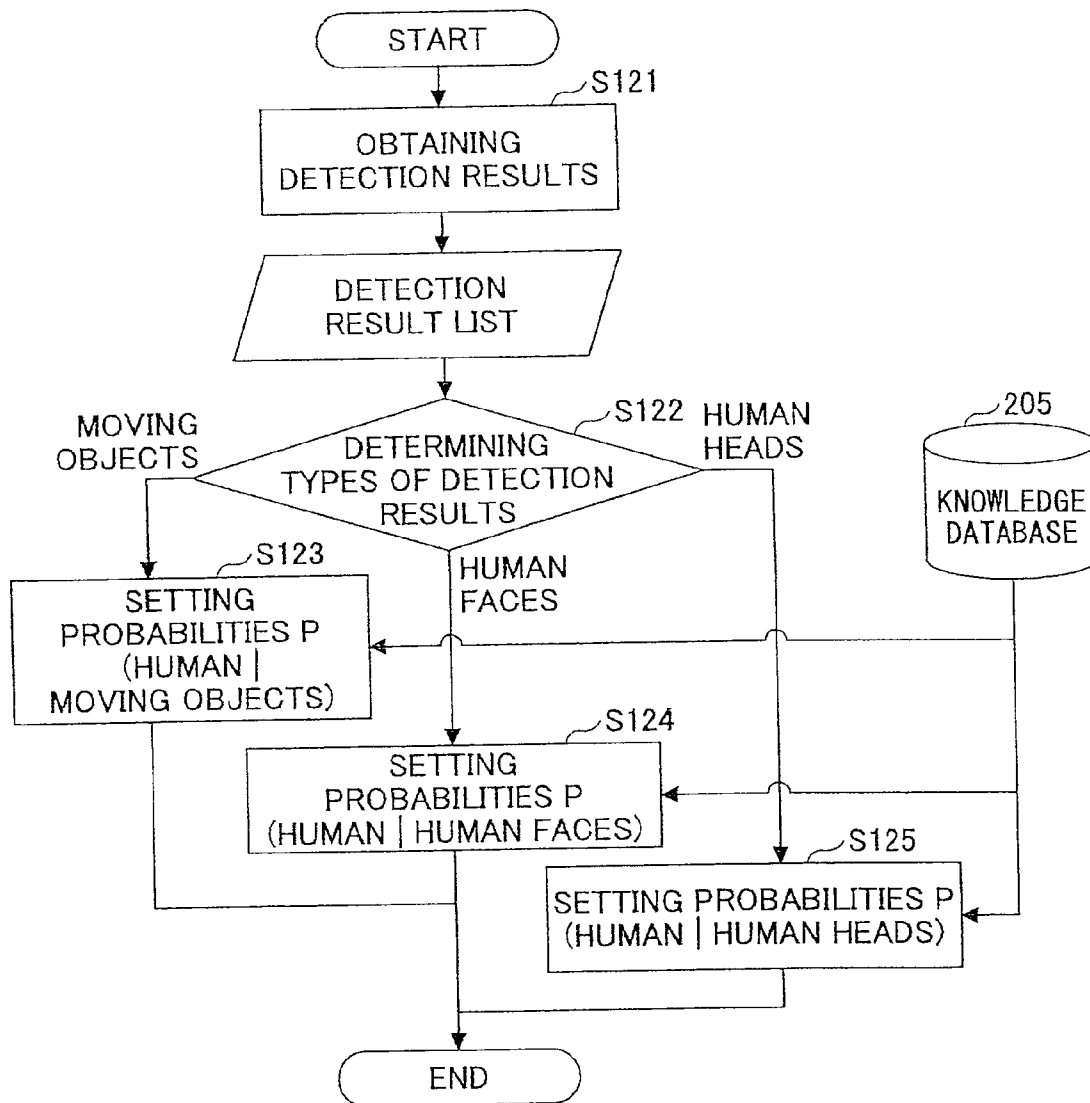 START
S121
OBTAINING
DETECTION RESULTS
DETECTION
RESULT LIST
S122
MOVING
OBJECTS
DETERMINING
TYPES OF DETECTION
RESULTS
HUMAN
HEADS
205
KNOWLEDGE
DATABASE
HUMAN
FACES
S123
SETTING
PROBABILITIES P
(HUMAN |
MOVING OBJECTS)
S124
SETTING
PROBABILITIES P
(HUMAN | HUMAN FACES)
S125
SETTING PROBABILITIES P
(HUMAN | HUMAN HEADS)
END